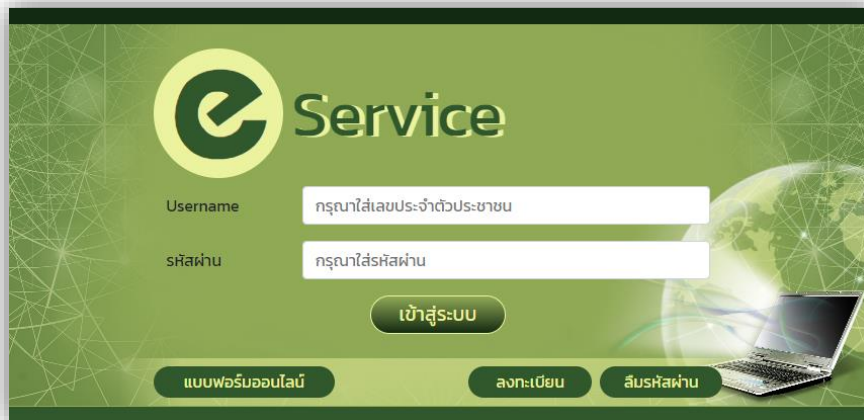 e Service
Username กรุณาใส่เลขประจำตัวประชาชน
รหัสผ่าน กรุณาใส่รหัสผ่าน
เข้าสู่ระบบ
แบบฟอร์มออนไลน์ ลงทะเบียน ลืมรหัสผ่าน